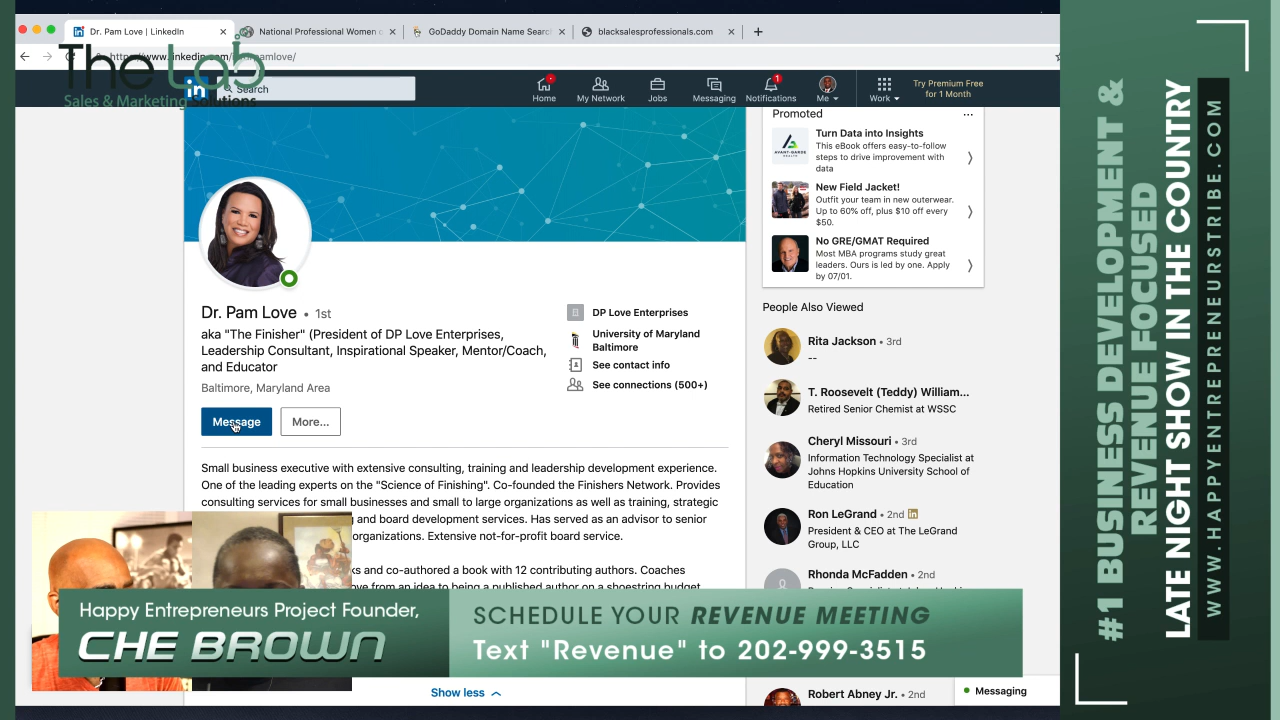 Dr. Pam Love | LinkedIn
National Professional Women
GoDaddy Domain Name Searc
blacksalesprofessionals.com
The Lab
Sales & Marketing Solutions
Search
Home
My Network
Jobs
Messaging
1
Notifications
Me
Work
Try Premium Free
for 1 Month
Promoted
Turn Data into Insights
This eBook offers easy-to-follow
steps to drive improvement with
data
New Field Jacket!
Outfit your team in new outerwear.
Up to 60% off, plus $10 off every
$50.
No GRE/GMAT Required
Most MBA programs study great
leaders. Ours is led by one. Apply
by 07/01.
Dr. Pam Love • 1st
aka "The Finisher" (President of DP Love Enterprises,
Leadership Consultant, Inspirational Speaker, Mentor/Coach,
and Educator
Baltimore, Maryland Area
DP Love Enterprises
University of Maryland
Baltimore
See contact info
See connections (500+)
Message
More...
Small business executive with extensive consulting, training and leadership development experience.
One of the leading experts on the "Science of Finishing". Co-founded the Finishers Network. Provides
consulting services for small businesses and small to large organizations as well as training, strategic
and board development services. Has served as an advisor to senior
organizations. Extensive not-for-profit board service.
and co-authored a book with 12 contributing authors. Coaches
from an idea to being a published author on a shoestring budget
Show less
People Also Viewed
Rita Jackson • 3rd
--
T. Roosevelt (Teddy) William...
Retired Senior Chemist at WSSC
Cheryl Missouri • 3rd
Information Technology Specialist at
Johns Hopkins University School of
Education
Ron LeGrand • 2nd in
President & CEO at The LeGrand
Group, LLC
Rhonda McFadden • 2nd
Robert Abney Jr. • 2nd
Messaging
Happy Entrepreneurs Project Founder,
CHE BROWN
SCHEDULE YOUR REVENUE MEETING
Text "Revenue" to 202-999-3515
#1 BUSINESS DEVELOPMENT &
REVENUE FOCUSED
LATE NIGHT SHOW IN THE COUNTRY
WWW.HAPPYENTREPRENEURSTRIBE.COM